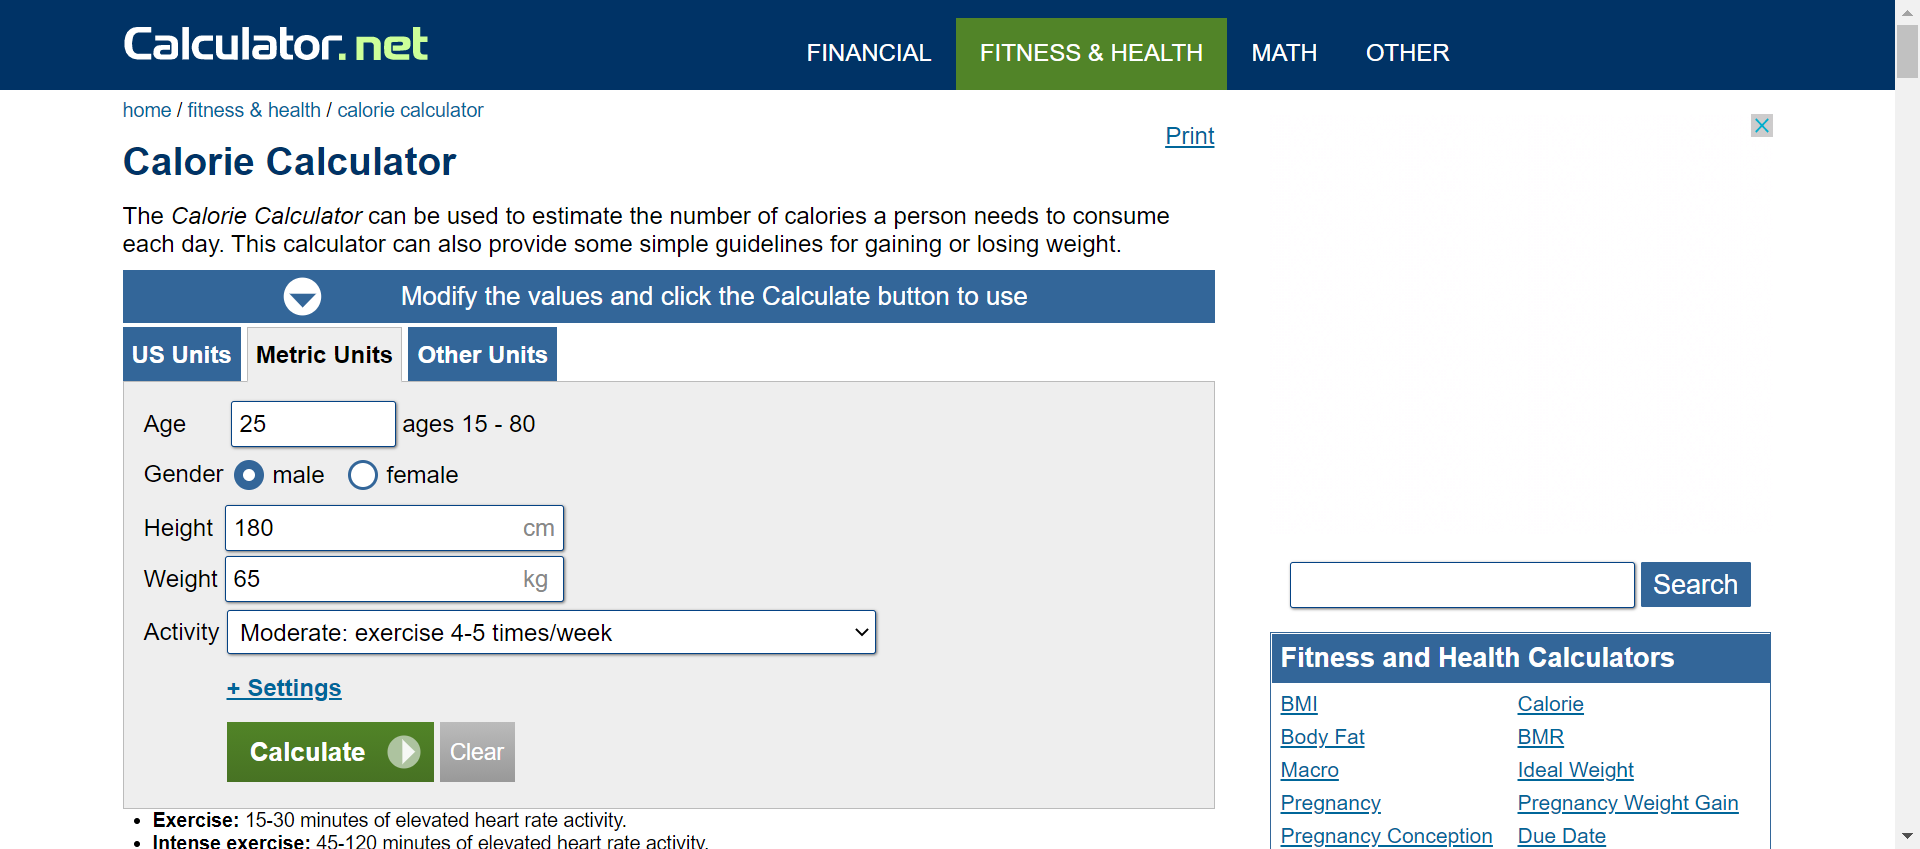 Calculator.net
FINANCIAL
FITNESS & HEALTH
MATH
OTHER
home / fitness & health / calorie calculator
Print
Calorie Calculator
The Calorie Calculator can be used to estimate the number of calories a person needs to consume
each day. This calculator can also provide some simple guidelines for gaining or losing weight.
Modify the values and click the Calculate button to use
US Units
Metric Units
Other Units
Age 25 ages 15 - 80
Gender male female
Height 180 cm
Weight 65 kg
Activity Moderate: exercise 4-5 times/week
+ Settings
Calculate
Clear
Exercise: 15-30 minutes of elevated heart rate activity.
Intense exercise: 45-120 minutes of elevated heart rate activity.
Search
Fitness and Health Calculators
BMI Calorie
Body Fat BMR
Macro Ideal Weight
Pregnancy Pregnancy Weight Gain
Pregnancy Conception Due Date